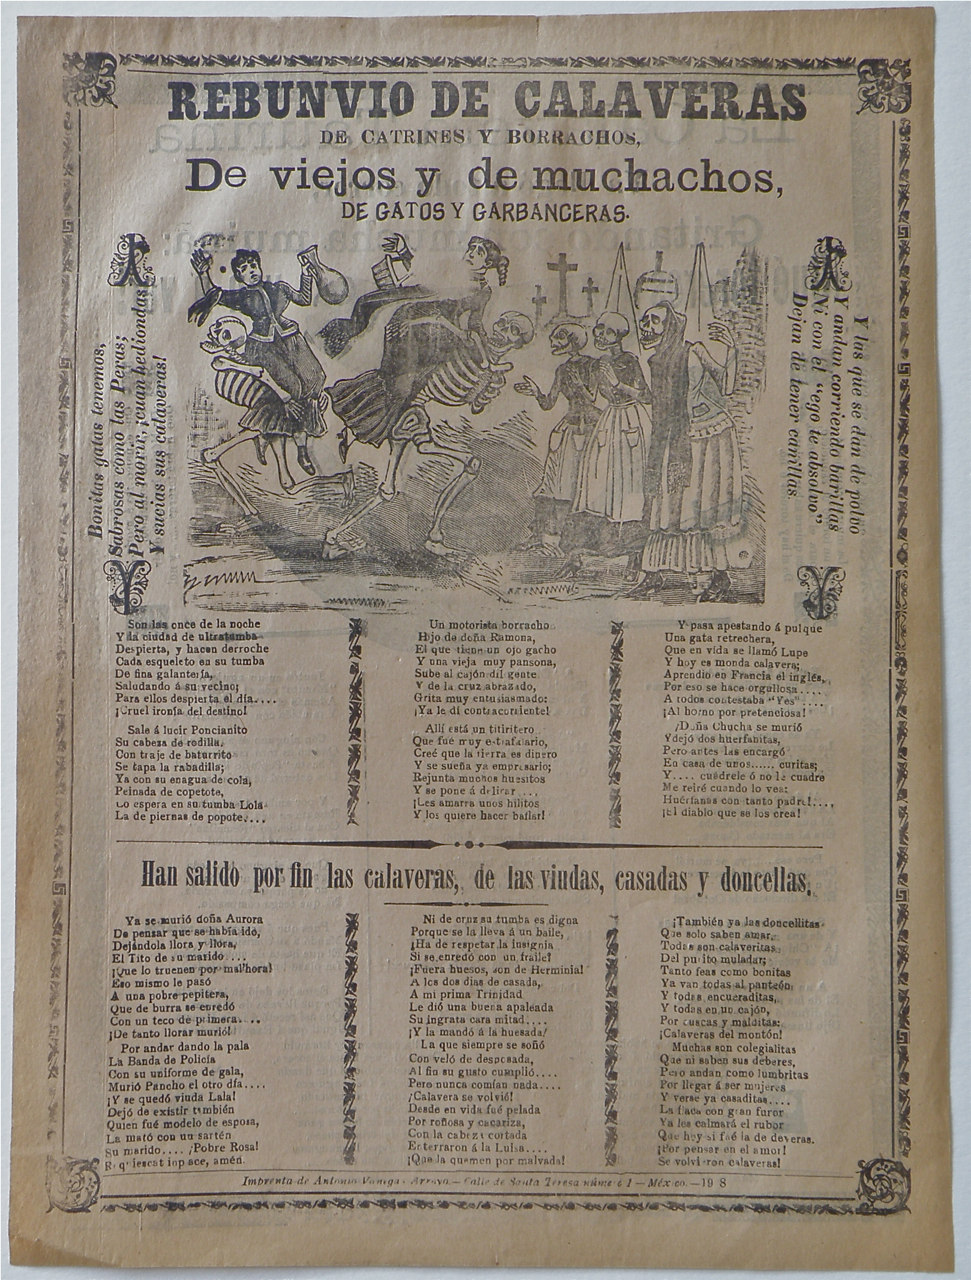 REBUNVIO DE CALAVERAS
DE CATRINES Y BORRACHOS,
De viejos y de muchachos,
DE GATOS Y GARBANCERAS.
Bonitas gatas tenemos,
Sabrosas como las Peras;
Pero al morir, ¡cuan hediondas
Y sucias sus calaveras!
Y las que se dan de polvo
Y andan corriendo barillas
Ni con el "ego te absolvo"
Dejan de tener canillas.
Son las once de la noche
Y la ciudad de ultratumba
Despierta, y hacen derroche
Cada esqueleto en su tumba
De fina galantería,
Saludando á su vecino;
Para ellos despierta el día....
¡Cruel ironía del destino!
Sale á lucir Poncianito
Su cabeza de rodilla,
Con traje de baturrito
Se tapa la rabadilla;
Ya con su enagua de cola,
Peinada de copetote,
Lo espera en su tumba Lola
La de piernas de popote....
Un motorista borracho
Hijo de doña Ramona,
El que tiene un ojo gacho
Y una vieja muy pansona,
Sube al cajón dil gente
Y de la cruz abrazado,
Grita muy entusiasmado:
¡Ya le dí contracorriente!
Allí está un titiritero
Que fué muy estrafalario,
Creé que la tierra es dinero
Y se sueña ya empresario;
Rejunta muchos huesitos
Y se pone á delirar ....
¡Les amarra unos hilitos
Y los quiere hacer bailar!
Y pasa apestando á pulque
Una gata retrechera,
Que en vida se llamó Lupe
Y hoy es monda calavera;
Aprendio en Francia el inglés,
Por eso se hace orgullosa....
A todos contestaba "Yes"....
¡Al horno por pretenciosa!
¡Doña Chucha se murió
Ydejó dos huerfanitas,
Pero antes las encargó
En casa de unos...... curitas;
Y.... cuádrele ó no le cuadre
Me reiré cuando lo vea:
Huérfanas con tanto padre!....
¡El diablo que se los crea!
Han salido por fin las calaveras, de las viudas, casadas y doncellas,
Ya se murió doña Aurora
De pensar que se había ido,
Dejándola llora y llora,
El Tito de su marido....
¡Que lo truenen por mal'hora!
Eso mismo le pasó
A una pobre pepitera,
Que de burra se enredó
Con un teco de primera....
¡De tanto llorar murió!
Por andar dando la pala
La Banda de Policía
Con su uniforme de gala,
Murió Pancho el otro día....
¡Y se quedó viuda Lala!
Dejó de existir también
Quien fué modelo de esposa,
La mató con un sartén
Su marido.... ¡Pobre Rosa!
Requiescat inpace, amén.
Ni de cruz su tumba es digna
Porque se la lleva á un baile,
¡Ha de respetar la insignia
Si se enredó con un fraile!
¡Fuera huesos, son de Herminia!
A los dos dias de casada,
A mi prima Trinidad
Le dió una buena apaleada
Su ingrata cara mitad....
¡Y la mandó á la huesada!
La que siempre se soñó
Con veló de desposada,
Al fin su gusto cumplió....
Pero nunca comían nada....
¡Calavera se volvió!
Desde en vida fué pelada
Por roñosa y cacariza,
Con la cabeza cortada
Enterraron á la Luisa....
¡Que la quemen por malvada!
¡También ya las doncellitas
Que solo saben amar,
Todas son calaveritas
Del purito muladar;
Tanto feas como bonitas
Ya van todas al panteón;
Y todas encueraditas,
Y todas en un cajón,
Por cuscas y malditas;
¡Calaveras del montón!
Muchas son colegialitas
Que ni saben sus deberes,
Pero andan como lumbritas
Por llegar á ser mujeres
Y verse ya casaditas....
La flaca con gran furor
Ya les calmará el rubor
Que hoy si fué la de deveras.
¡Por pensar en el amor!
Se volvieron calaveras!
Imprenta de Antonio Vanegas Arroyo.—Calle de Santa Teresa número 1—México.—19 8